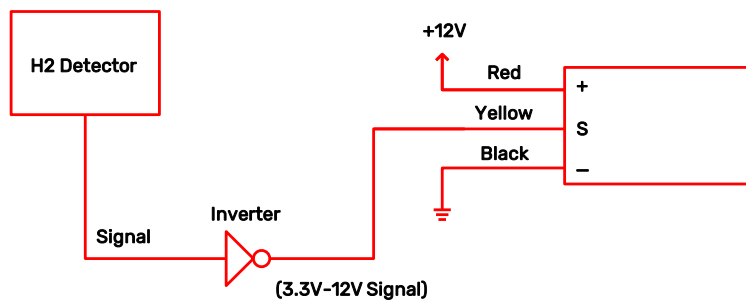 H2 Detector
+12V
Red
+
Yellow
S
Black
–
Inverter
Signal
(3.3V-12V Signal)